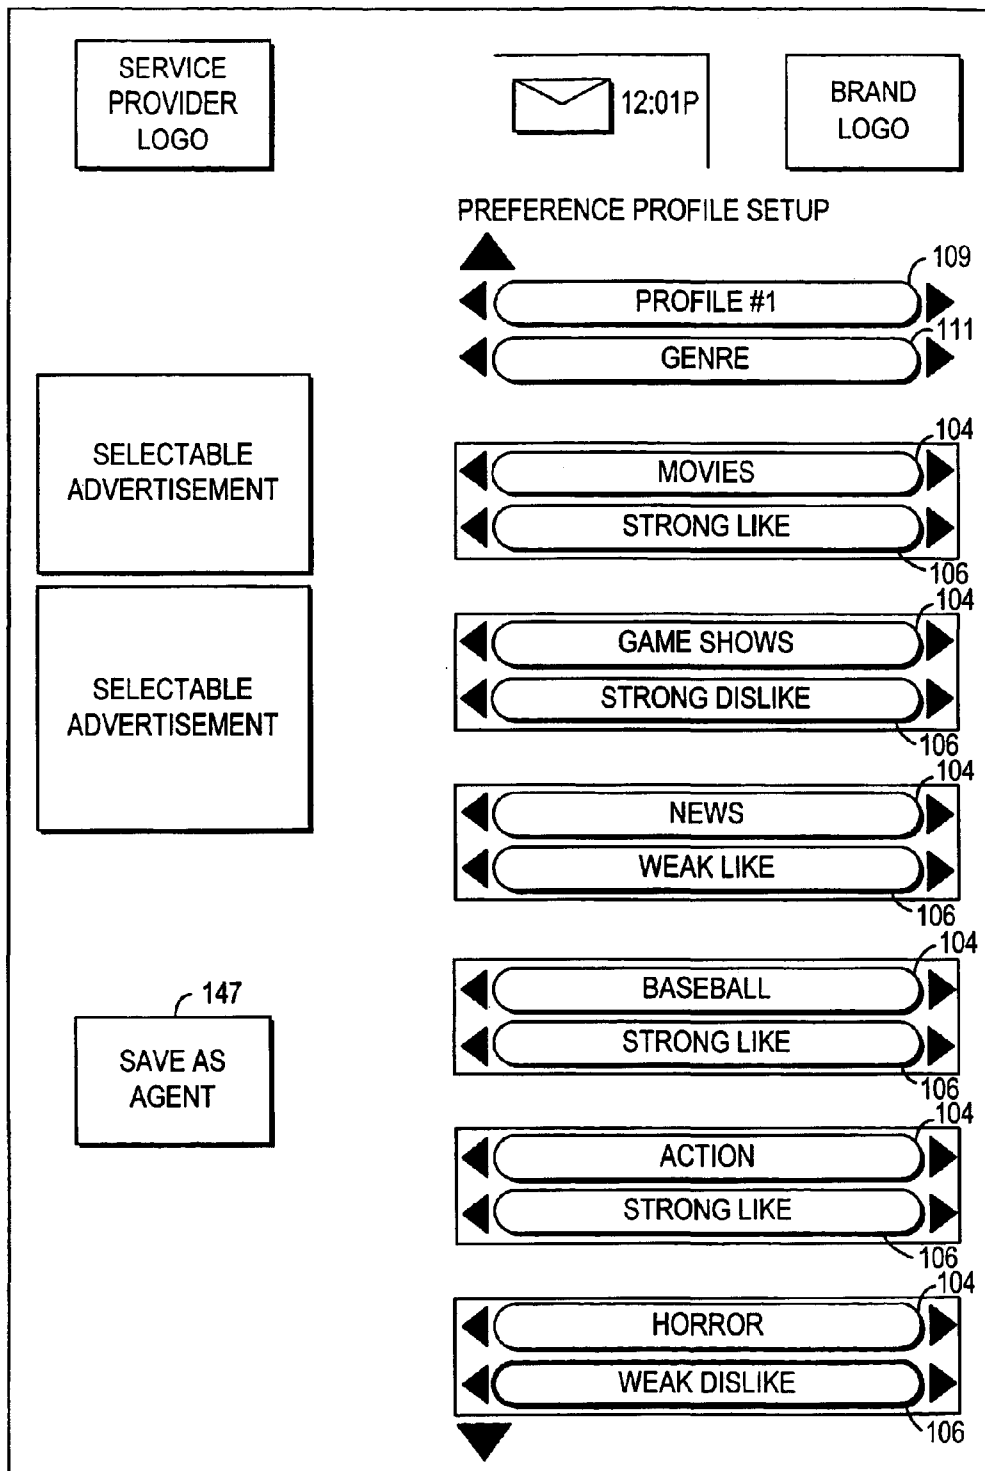 SERVICE
PROVIDER
LOGO
12:01P
BRAND
LOGO
PREFERENCE PROFILE SETUP
109
PROFILE #1
111
GENRE
SELECTABLE
ADVERTISEMENT
SELECTABLE
ADVERTISEMENT
147
SAVE AS
AGENT
104
MOVIES
STRONG LIKE
106
104
GAME SHOWS
STRONG DISLIKE
106
104
NEWS
WEAK LIKE
106
104
BASEBALL
STRONG LIKE
106
104
ACTION
STRONG LIKE
106
104
HORROR
WEAK DISLIKE
106